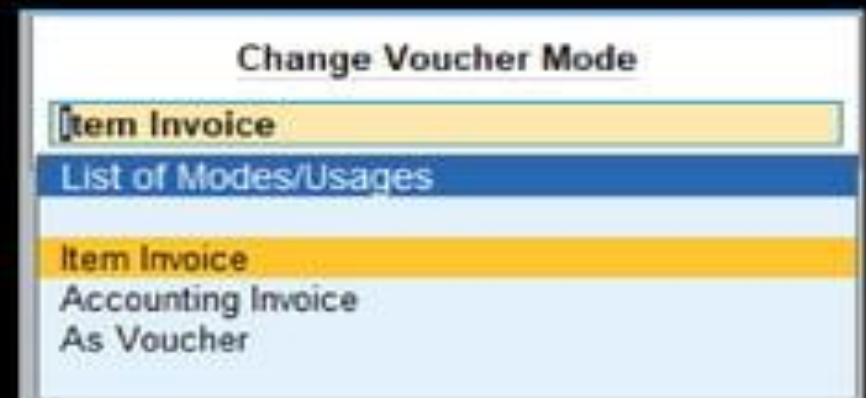 Change Voucher Mode
Item Invoice
List of Modes/Usages
Item Invoice
Accounting Invoice
As Voucher